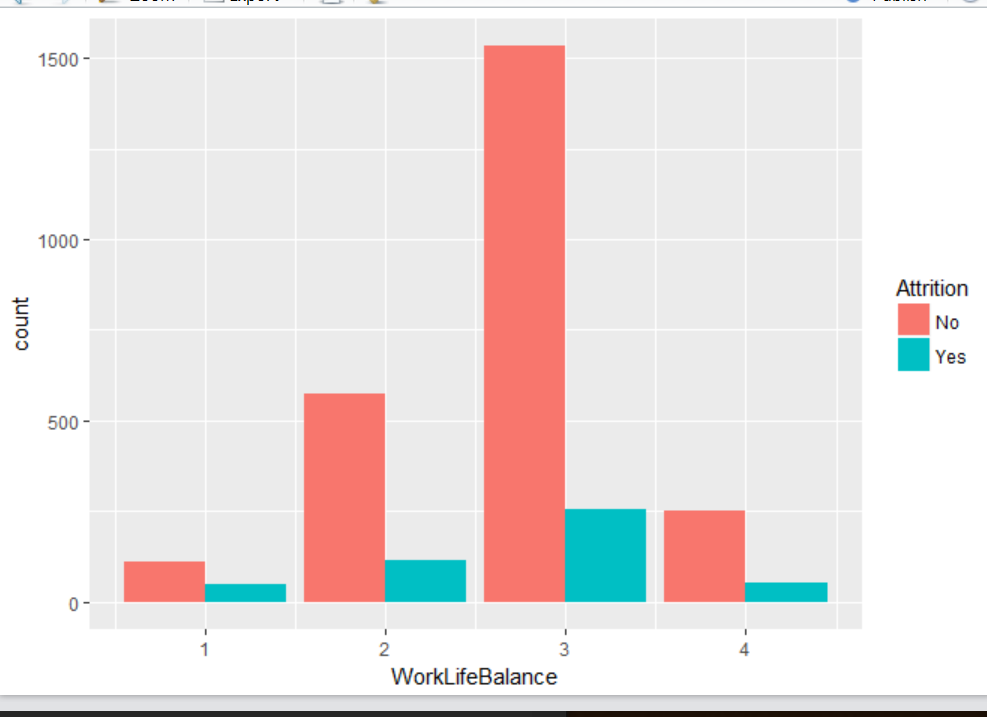 1500
1000
500
0
count
1
2
3
4
WorkLifeBalance
Attrition
No
Yes